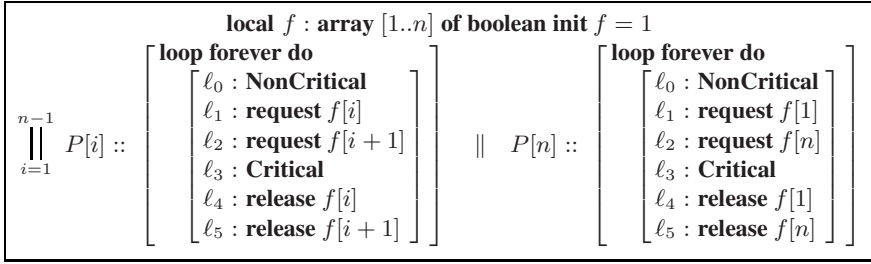 local f : array [1..n] of boolean init f = 1
n−1
||
i=1
P[i] ::
loop forever do
ℓ0 : NonCritical
ℓ1 : request f[i]
ℓ2 : request f[i + 1]
ℓ3 : Critical
ℓ4 : release f[i]
ℓ5 : release f[i + 1]
|| P[n] ::
loop forever do
ℓ0 : NonCritical
ℓ1 : request f[1]
ℓ2 : request f[n]
ℓ3 : Critical
ℓ4 : release f[1]
ℓ5 : release f[n]